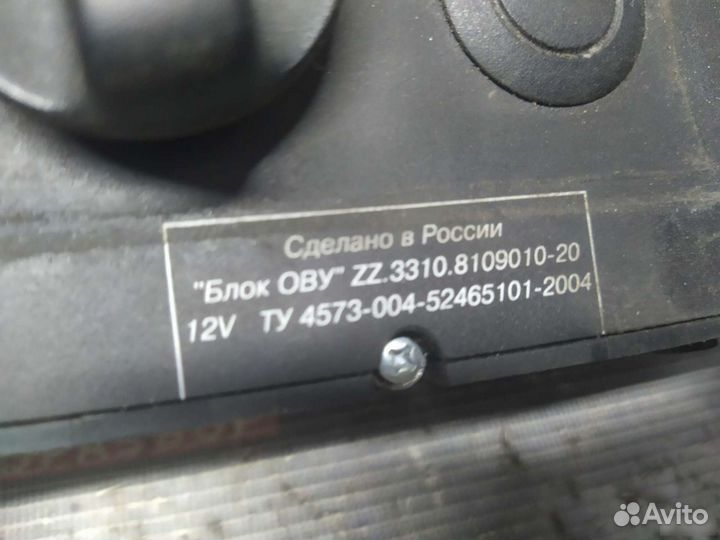 Сделано в России
"Блок ОВУ" ZZ.3310.8109010-20
12V ТУ 4573-004-52465101-2004
Avito